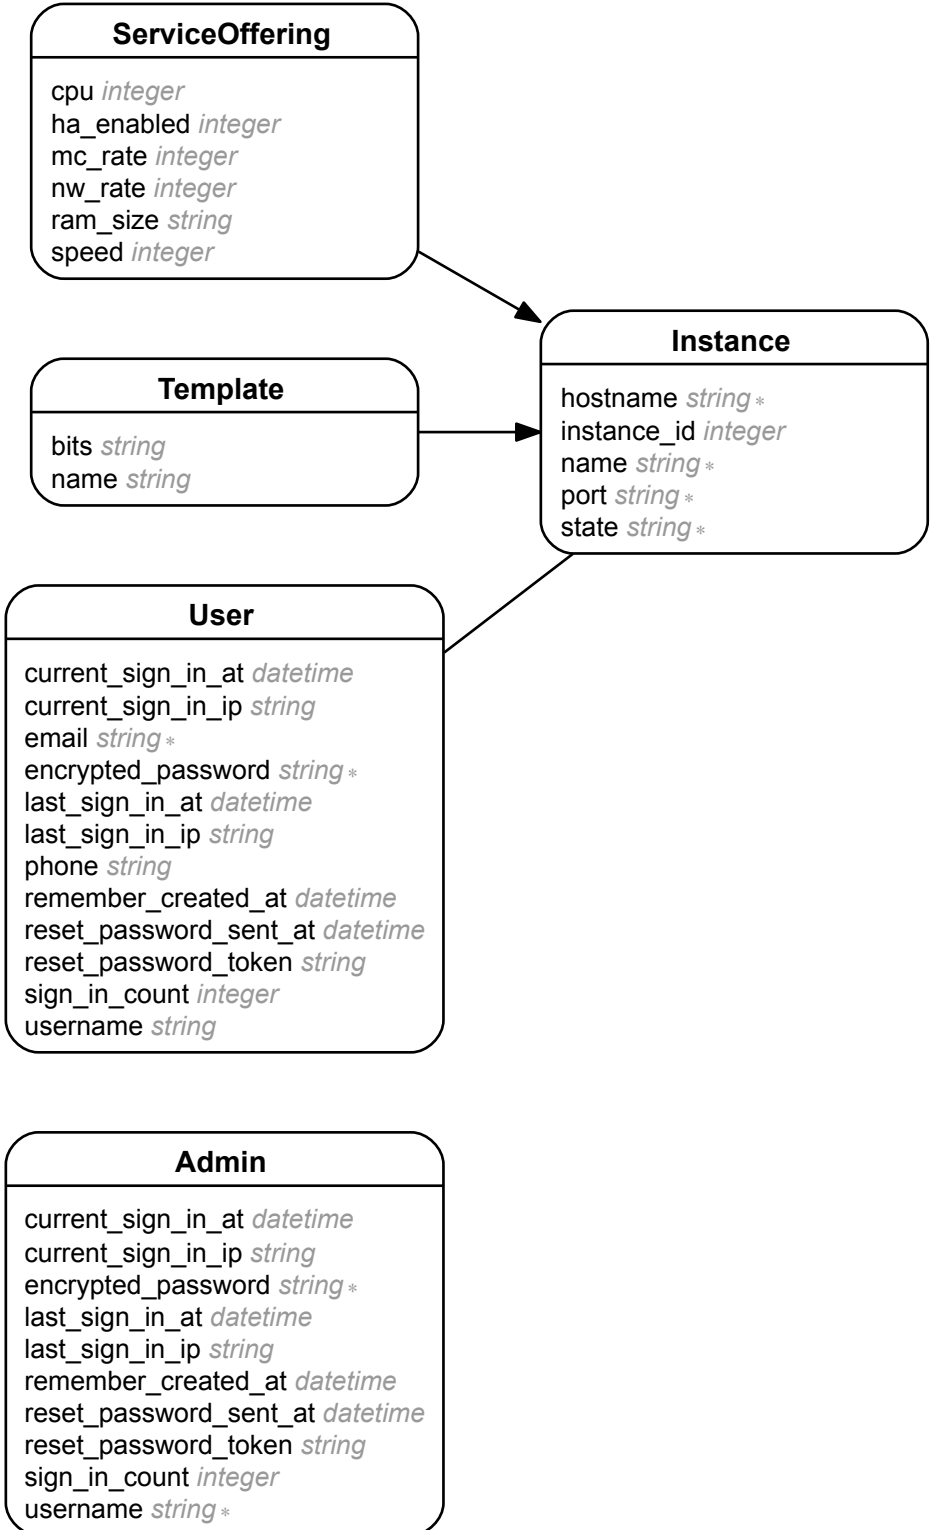 ServiceOffering
cpu integer
ha_enabled integer
mc_rate integer
nw_rate integer
ram_size string
speed integer
Instance
hostname string *
instance_id integer
name string *
port string *
state string *
Template
bits string
name string
User
current_sign_in_at datetime
current_sign_in_ip string
email string *
encrypted_password string *
last_sign_in_at datetime
last_sign_in_ip string
phone string
remember_created_at datetime
reset_password_sent_at datetime
reset_password_token string
sign_in_count integer
username string
Admin
current_sign_in_at datetime
current_sign_in_ip string
encrypted_password string *
last_sign_in_at datetime
last_sign_in_ip string
remember_created_at datetime
reset_password_sent_at datetime
reset_password_token string
sign_in_count integer
username string *